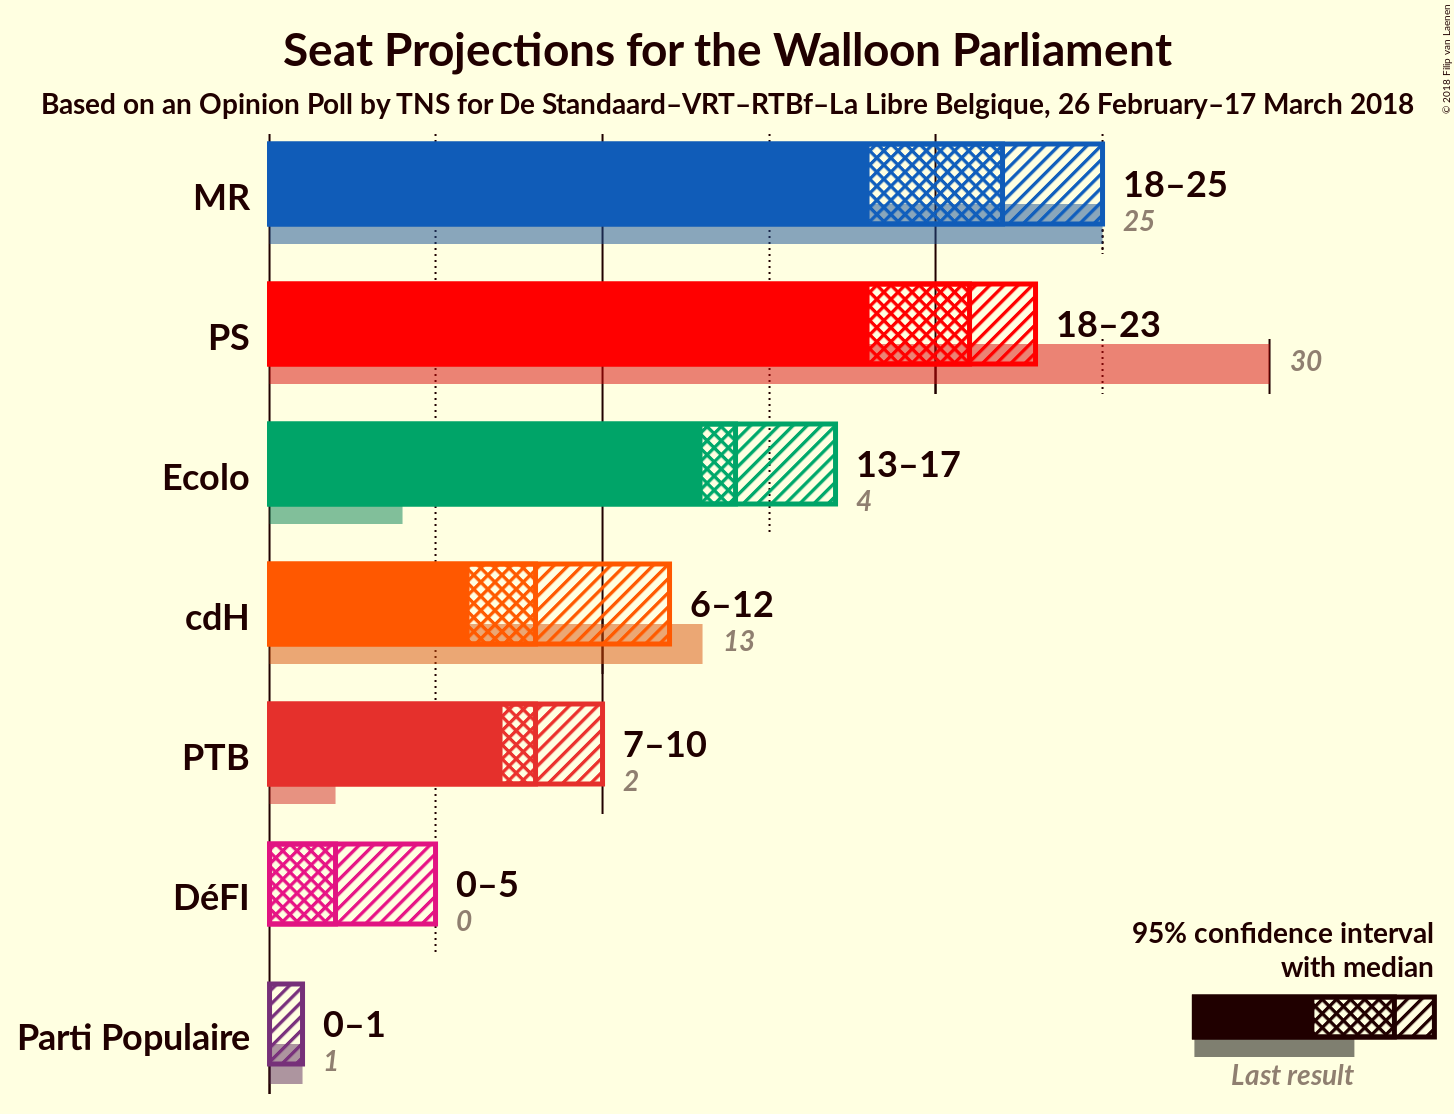 Seat Projections for the Walloon Parliament
Based on an Opinion Poll by TNS for De Standaard–VRT–RTBf–La Libre Belgique, 26 February–17 March 2018
© 2018 Filip van Laenen
MR
18–25
25
PS
18–23
30
Ecolo
13–17
4
cdH
6–12
13
PTB
7–10
2
DéFI
0–5
0
Parti Populaire
0–1
1
95% confidence interval
with median
Last result